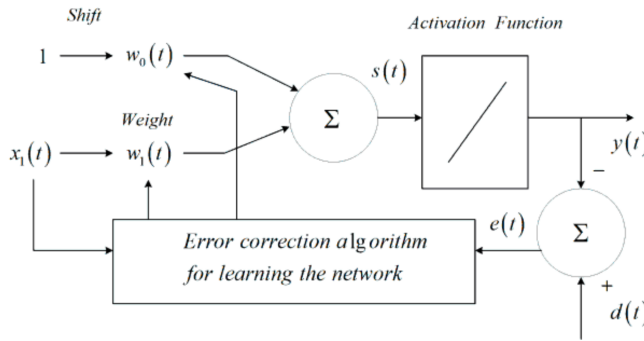 Shift
Activation Function
1
w₀(t)
s(t)
Σ
Weight
x₁(t)
w₁(t)
y(t)
−
Error correction algorithm
for learning the network
e(t)
Σ
+
d(t)